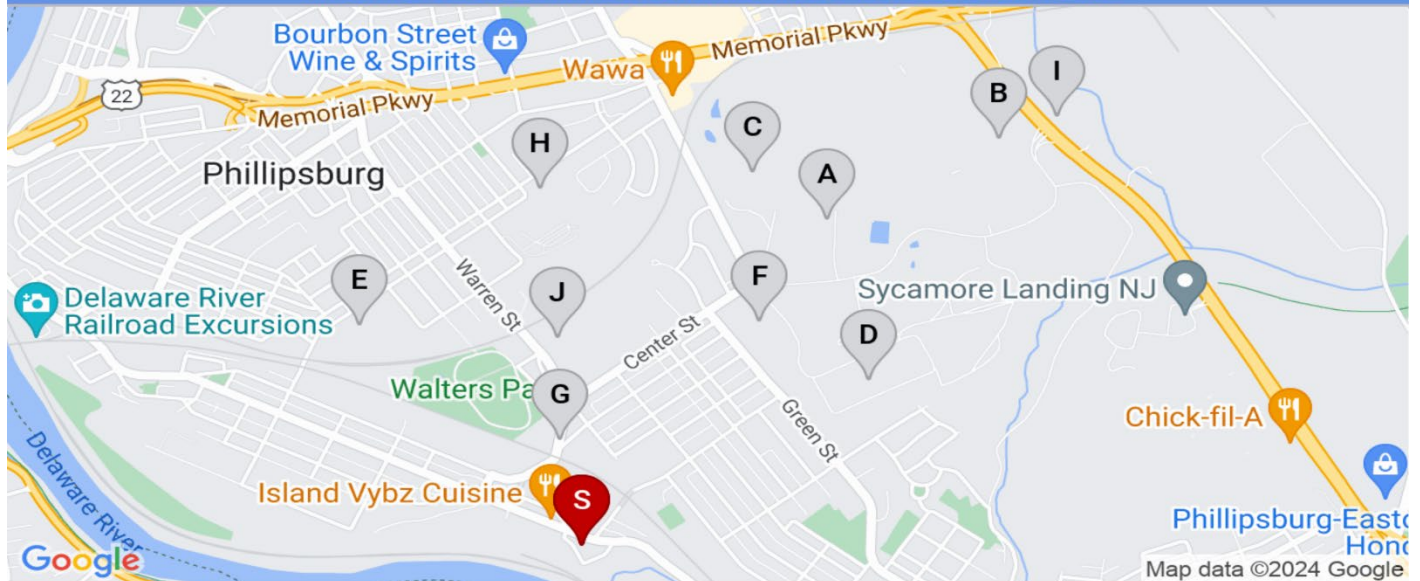 Bourbon Street
Wine & Spirits
Memorial Pkwy
Wawa
I
B
22
Memorial Pkwy
C
H
A
Phillipsburg
E
Warren St
J
F
Delaware River
Railroad Excursions
Sycamore Landing NJ
Center St
D
Walters Pa
G
Green St
Chick-fil-A
Delaware River
Island Vybz Cuisine
S
Phillipsburg-Easto
Hond
Google
Map data ©2024 Google